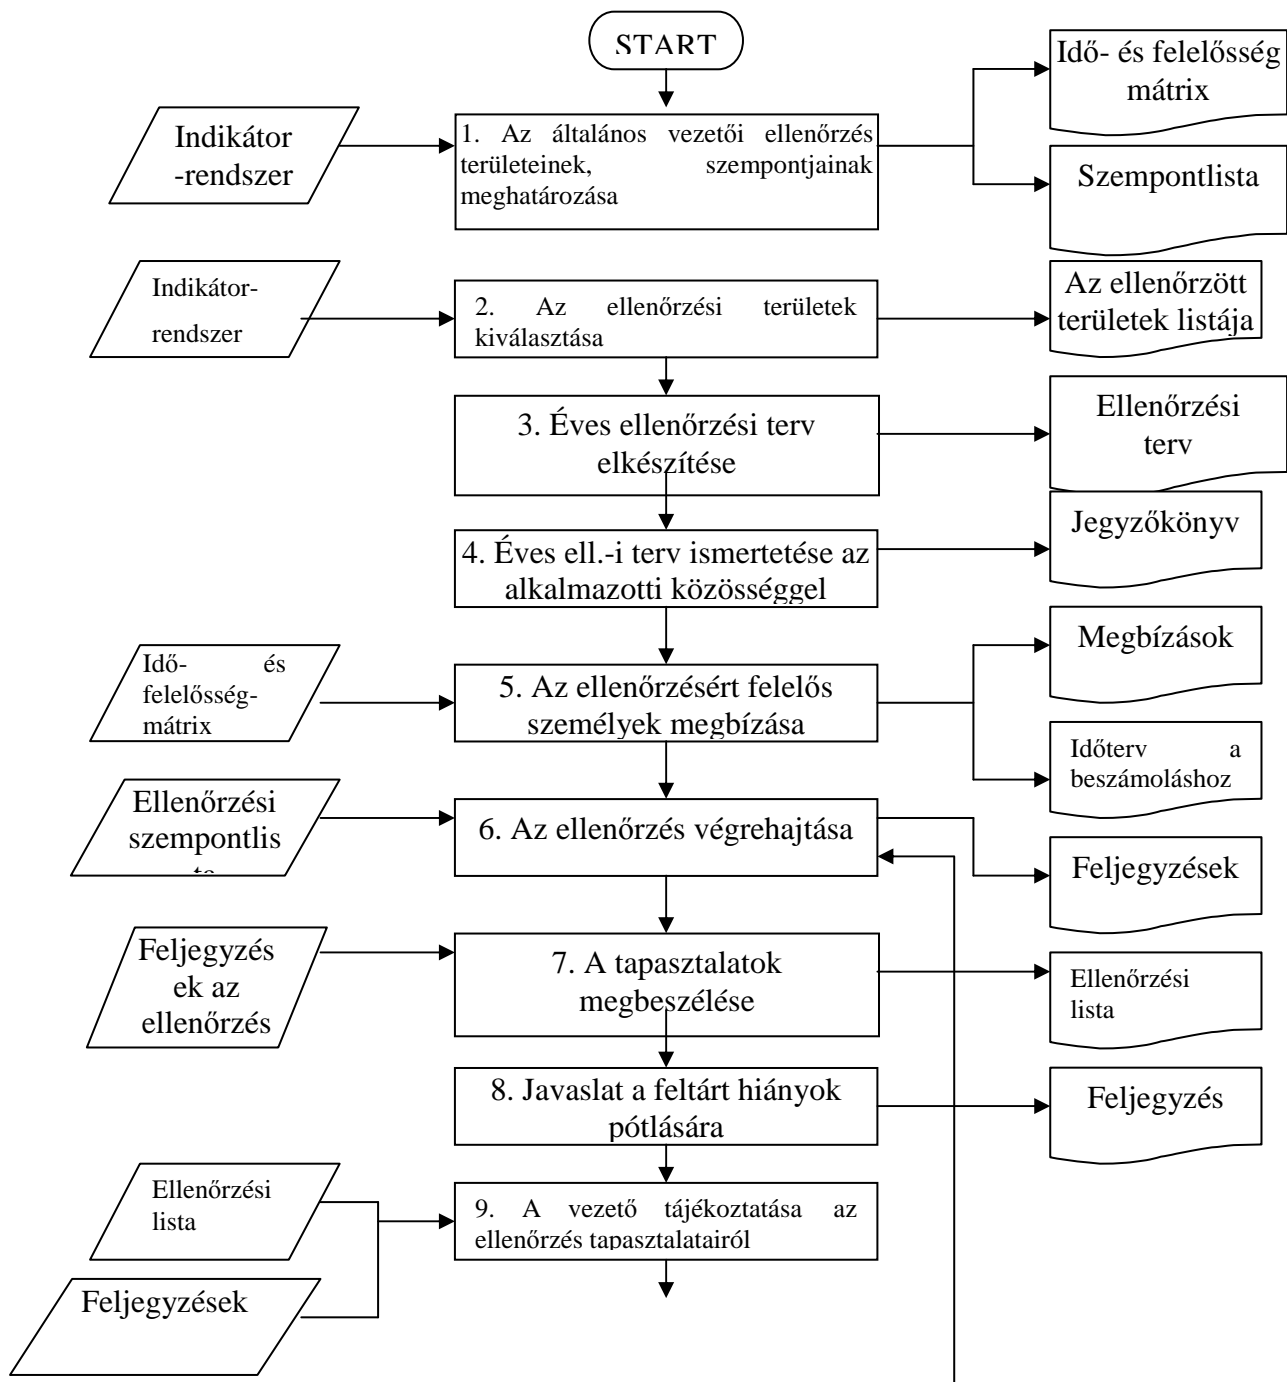 START
Idő- és felelősség
mátrix
Indikátor
-rendszer
1. Az általános vezetői ellenőrzés
területeinek, szempontjainak
meghatározása
Szempontlista
Indikátor-
rendszer
2. Az ellenőrzési területek
kiválasztása
Az ellenőrzött
területek listája
3. Éves ellenőrzési terv
elkészítése
Ellenőrzési
terv
4. Éves ell.-i terv ismertetése az
alkalmazotti közösséggel
Jegyzőkönyv
Idő- és
felelősség-
mátrix
5. Az ellenőrzésért felelős
személyek megbízása
Megbízások
Időterv a
beszámoláshoz
Ellenőrzési
szempontlis
6. Az ellenőrzés végrehajtása
Feljegyzések
Feljegyzés
ek az
ellenőrzés
7. A tapasztalatok
megbeszélése
Ellenőrzési
lista
8. Javaslat a feltárt hiányok
pótlására
Feljegyzés
Ellenőrzési
lista
9. A vezető tájékoztatása az
ellenőrzés tapasztalatairól
Feljegyzések